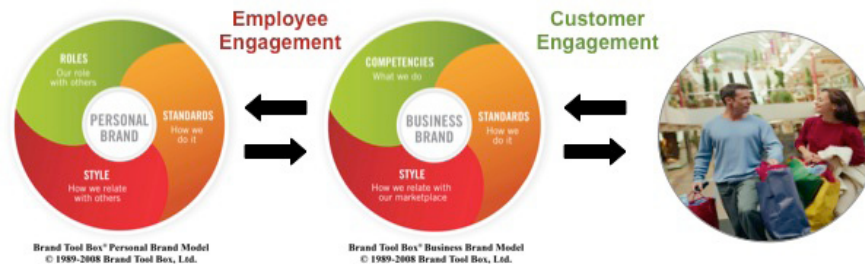 Employee
Engagement
Customer
Engagement
ROLES
Our role
with others
PERSONAL
BRAND
STANDARDS
How we
do it
STYLE
How we relate
with others
COMPETENCIES
What we do
BUSINESS
BRAND
STANDARDS
How we
do it
STYLE
How we relate with
our marketplace
Brand Tool Box® Personal Brand Model
© 1989-2008 Brand Tool Box, Ltd.
Brand Tool Box® Business Brand Model
© 1989-2008 Brand Tool Box, Ltd.